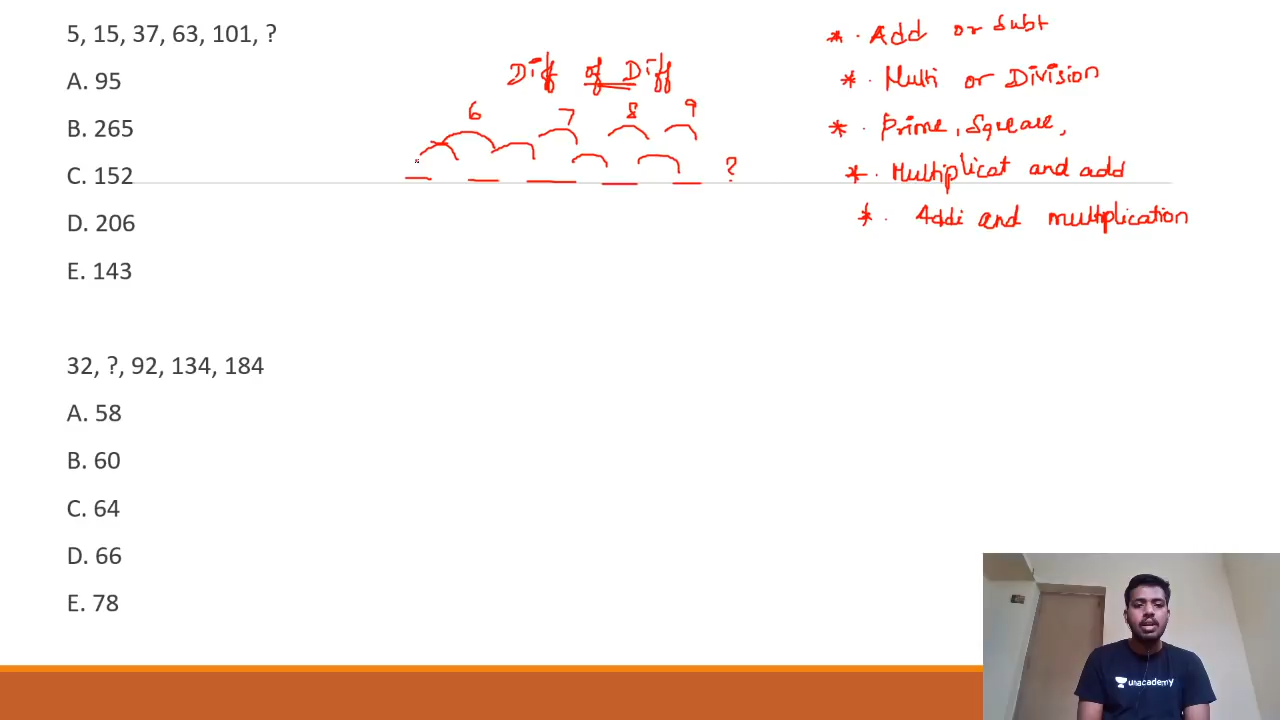 5, 15, 37, 63, 101, ?
A. 95
B. 265
C. 152
D. 206
E. 143
32, ?, 92, 134, 184
A. 58
B. 60
C. 64
D. 66
E. 78
Diff of Diff
6 7 8 9
?
* . Add or Subt
* . Multi or Division
* . Prime, Square,
* . Multiplicat and add
* . Addi and multiplication
unacademy